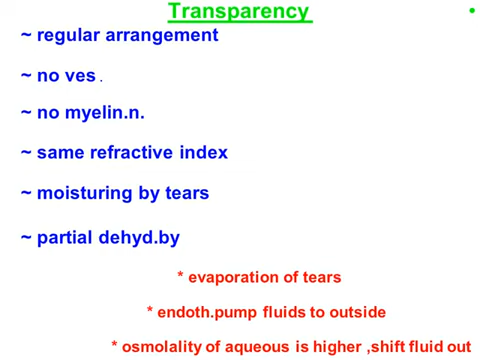 Transparency •
~ regular arrangement
~ no ves .
~ no myelin.n.
~ same refractive index
~ moisturing by tears
~ partial dehyd.by
* evaporation of tears
* endoth.pump fluids to outside
* osmolality of aqueous is higher ,shift fluid out